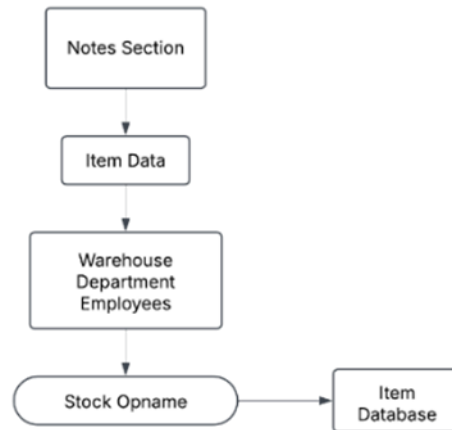 Notes Section
Item Data
Warehouse
Department
Employees
Stock Opname
Item
Database